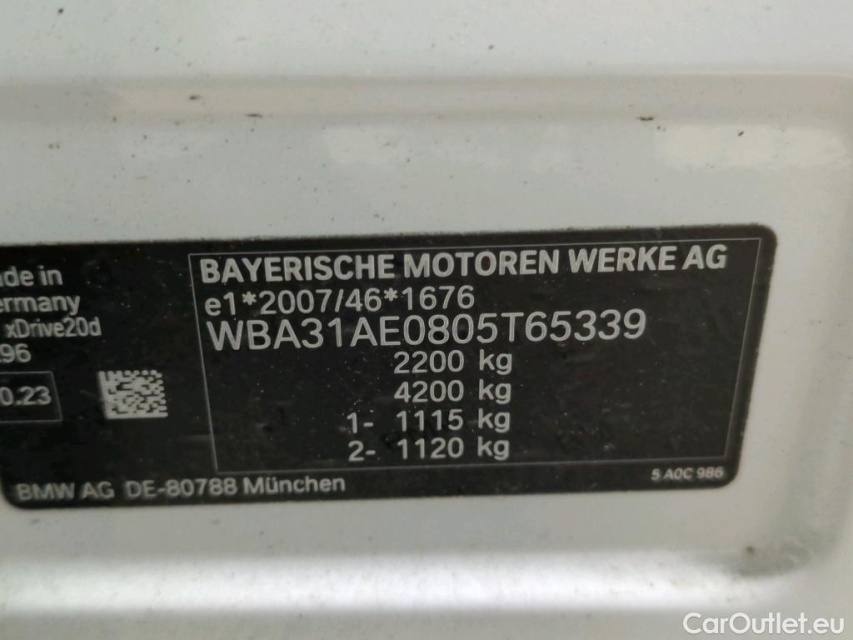 de in
ermany
xDrive20d
96
0.23
BAYERISCHE MOTOREN WERKE AG
e1*2007/46*1676
WBA31AE0805T65339
2200 kg
4200 kg
1- 1115 kg
2- 1120 kg
BMW AG DE-80788 München
5 A0C 986
CarOutlet.eu